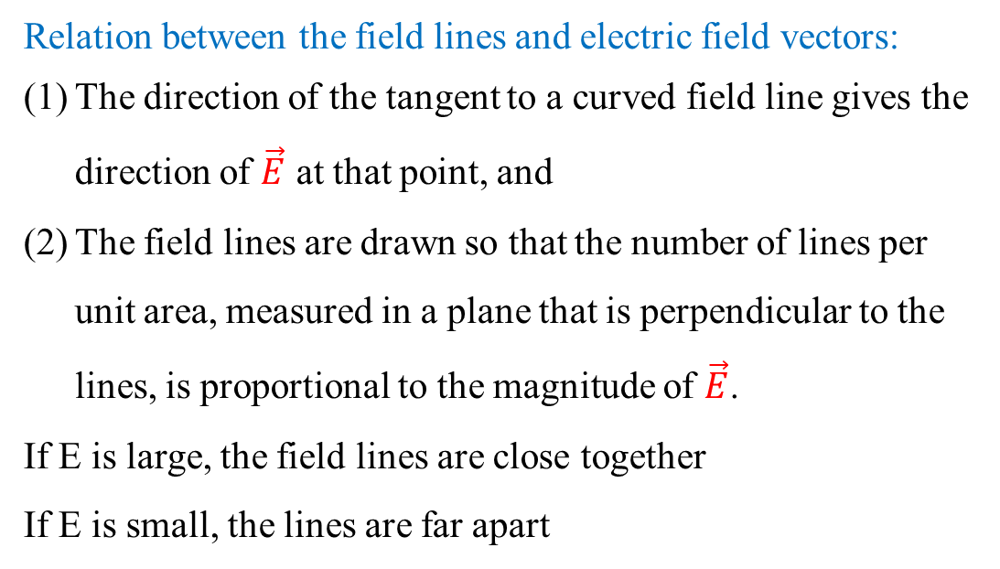 Relation between the field lines and electric field vectors:
(1) The direction of the tangent to a curved field line gives the
direction of \vec{E} at that point, and
(2) The field lines are drawn so that the number of lines per
unit area, measured in a plane that is perpendicular to the
lines, is proportional to the magnitude of \vec{E}.
If E is large, the field lines are close together
If E is small, the lines are far apart